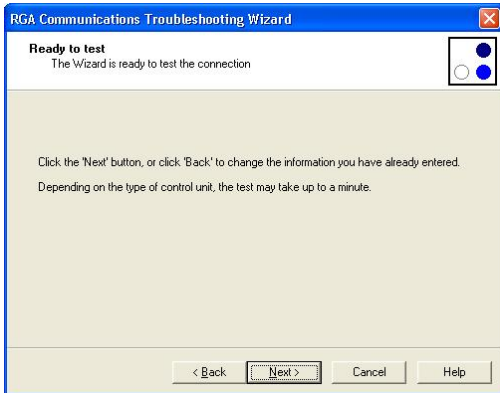 RGA Communications Troubleshooting Wizard
Ready to test
The Wizard is ready to test the connection
Click the 'Next' button, or click 'Back' to change the information you have already entered.
Depending on the type of control unit, the test may take up to a minute.
< Back Next > Cancel Help